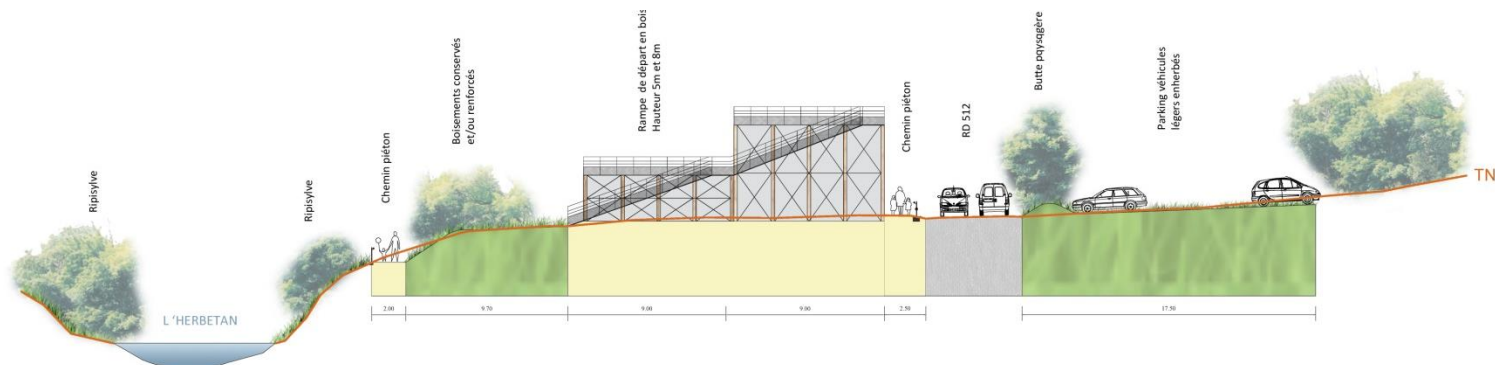 Ripisylve
L 'HERBETAN
Ripisylve
Chemin piéton
Boisements conservés
et/ou renforcés
Rampe de départ en bois
Hauteur 5m et 8m
Chemin piéton
RD 512
Butte pqysqgère
Parking véhicules
légers enherbés
TN
2.00
9.70
9.00
9.00
2.50
17.50